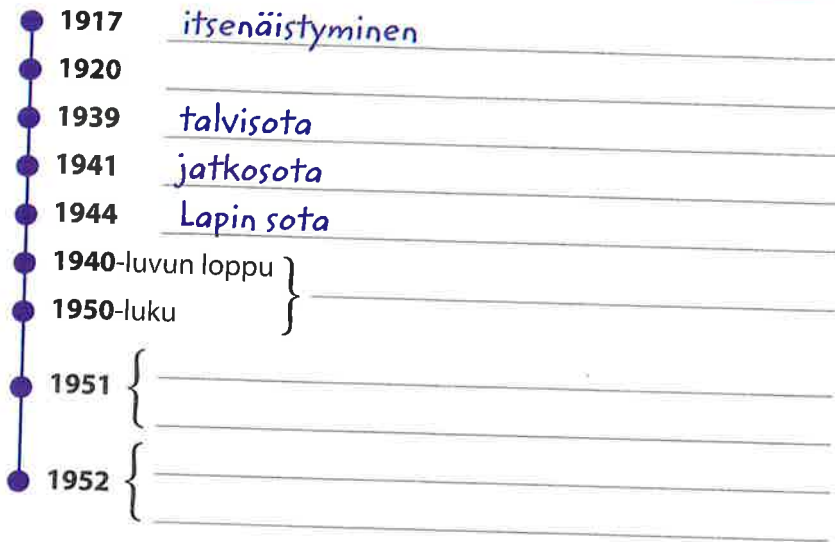 1917 itsenäistyminen
1920
1939 talvisota
1941 jatkosota
1944 Lapin sota
1940-luvun loppu
1950-luku
1951
1952